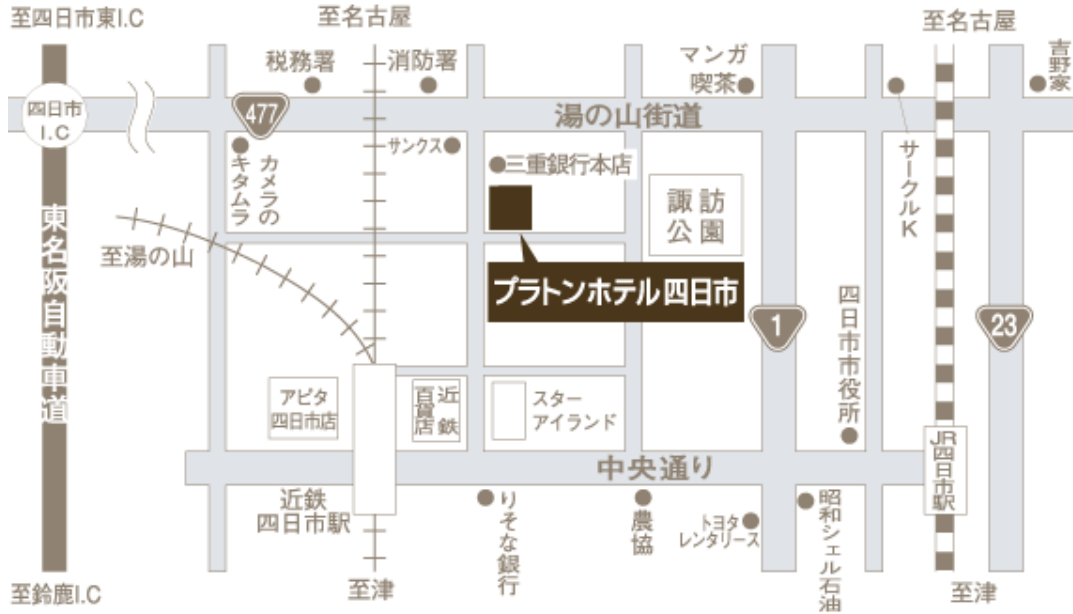 至四日市東I.C
至名古屋
至名古屋
税務署
消防署
マンガ
喫茶
吉野家
四日市
I.C
477
湯の山街道
カメラの
キタムラ
サンクス
三重銀行本店
サークルK
諏訪
公園
東名阪自動車道
至湯の山
プラトンホテル四日市
1
四日市市役所
23
アピタ
四日市店
近鉄
百貨店
スター
アイランド
中央通り
JR四日市駅
近鉄
四日市駅
りそな銀行
農協
トヨタ
レンタリース
昭和シェル石油
至鈴鹿I.C
至津
至津